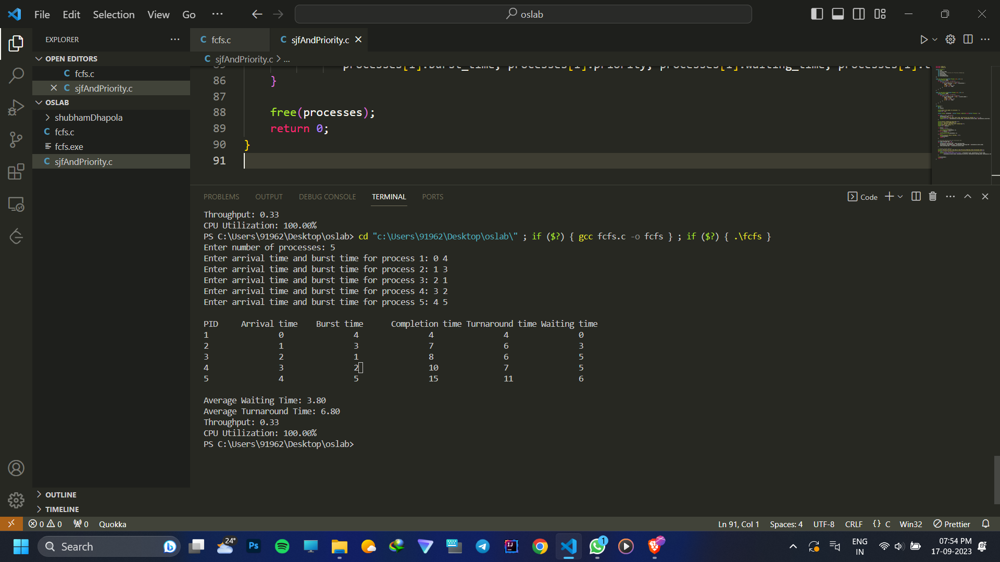 File Edit Selection View Go ...
oslab
EXPLORER
fcfs.c
sjfAndPriority.c
OPEN EDITORS
fcfs.c
sjfAndPriority.c
OSLAB
shubhamDhapola
fcfs.c
fcfs.exe
sjfAndPriority.c
OUTLINE
TIMELINE
sjfAndPriority.c > ...
86 }
87
88 free(processes);
89 return 0;
90 }
91
PROBLEMS OUTPUT DEBUG CONSOLE TERMINAL PORTS
Code
Throughput: 0.33
CPU Utilization: 100.00%
PS C:\Users\91962\Desktop\oslab> cd "c:\Users\91962\Desktop\oslab\" ; if ($?) { gcc fcfs.c -o fcfs } ; if ($?) { .\fcfs }
Enter number of processes: 5
Enter arrival time and burst time for process 1: 0 4
Enter arrival time and burst time for process 2: 1 3
Enter arrival time and burst time for process 3: 2 1
Enter arrival time and burst time for process 4: 3 2
Enter arrival time and burst time for process 5: 4 5
PID Arrival time Burst time Completion time Turnaround time Waiting time
1 0 4 4 4 0
2 1 3 7 6 3
3 2 1 8 6 5
4 3 2 10 7 5
5 4 5 15 11 6
Average Waiting Time: 3.80
Average Turnaround Time: 6.80
Throughput: 0.33
CPU Utilization: 100.00%
PS C:\Users\91962\Desktop\oslab>
0 0 0 Quokka
Ln 91, Col 1 Spaces: 4 UTF-8 CRLF {} C Win32 Prettier
Search
24°
Ps
IJ
1
ENG
IN
07:54 PM
17-09-2023